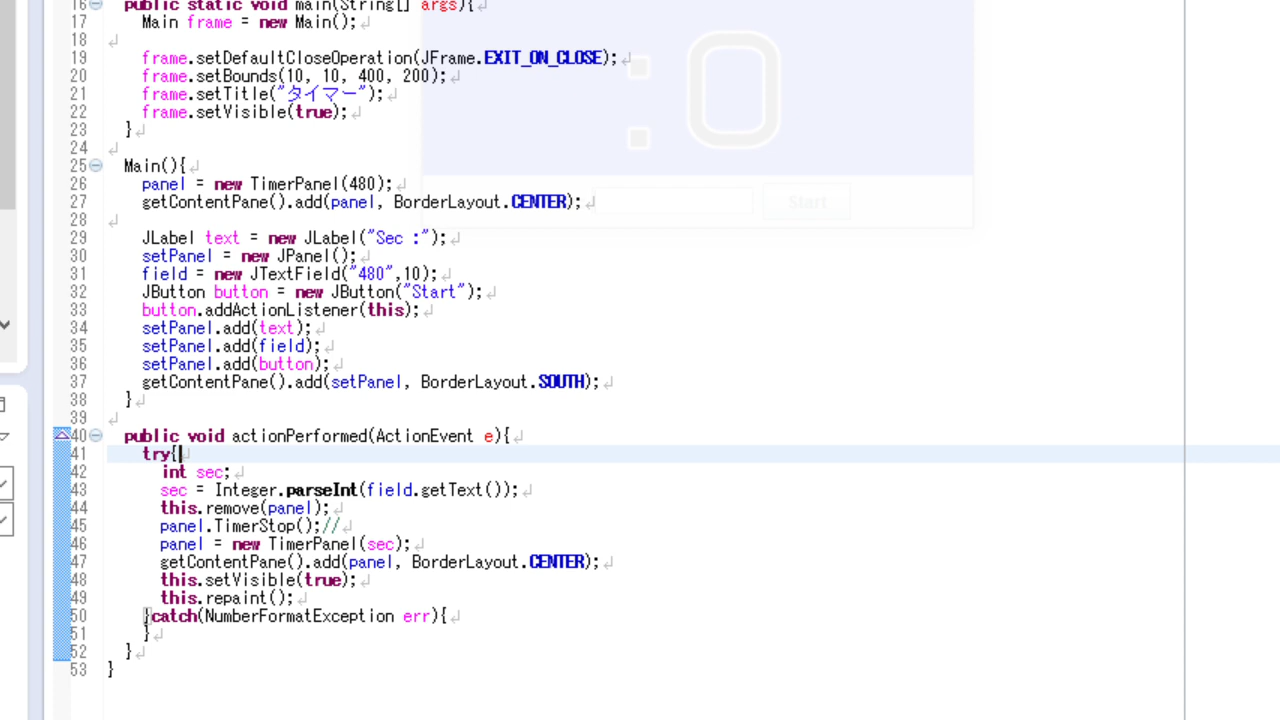 16 public static void main(String[] args){
17 Main frame = new Main();
18
19 frame.setDefaultCloseOperation(JFrame.EXIT_ON_CLOSE);
20 frame.setBounds(10, 10, 400, 200);
21 frame.setTitle("タイマー");
22 frame.setVisible(true);
23 }
24
25 Main(){
26 panel = new TimerPanel(480);
27 getContentPane().add(panel, BorderLayout.CENTER);
28
29 JLabel text = new JLabel("Sec :");
30 setPanel = new JPanel();
31 field = new JTextField("480",10);
32 JButton button = new JButton("Start");
33 button.addActionListener(this);
34 setPanel.add(text);
35 setPanel.add(field);
36 setPanel.add(button);
37 getContentPane().add(setPanel, BorderLayout.SOUTH);
38 }
39
40 public void actionPerformed(ActionEvent e){
41 try{
42 int sec;
43 sec = Integer.parseInt(field.getText());
44 this.remove(panel);
45 panel.TimerStop();//
46 panel = new TimerPanel(sec);
47 getContentPane().add(panel, BorderLayout.CENTER);
48 this.setVisible(true);
49 this.repaint();
50 }catch(NumberFormatException err){
51 }
52 }
53 }
:0
Start